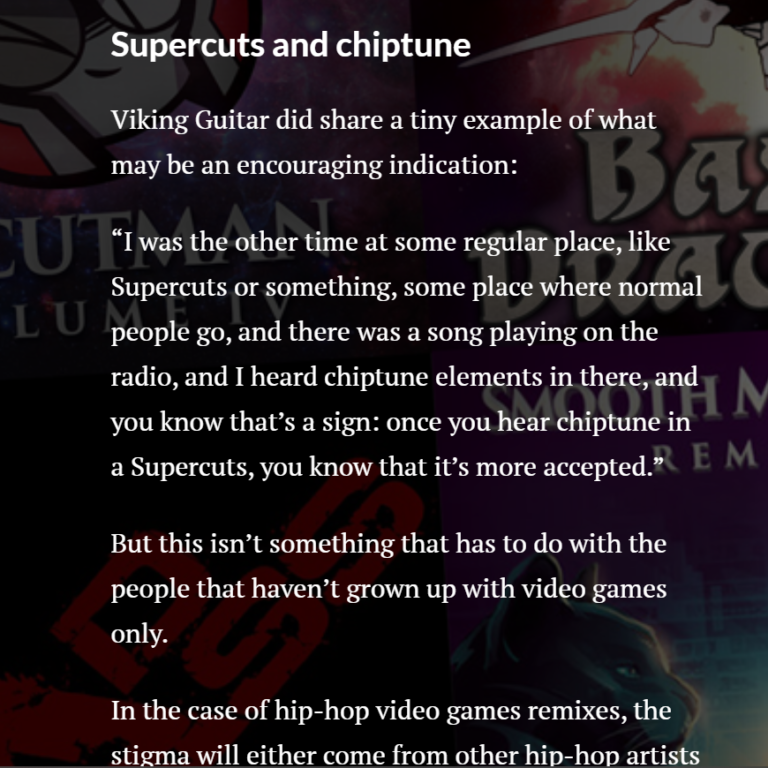 Supercuts and chiptune
Viking Guitar did share a tiny example of what
may be an encouraging indication:
“I was the other time at some regular place, like
Supercuts or something, some place where normal
people go, and there was a song playing on the
radio, and I heard chiptune elements in there, and
you know that’s a sign: once you hear chiptune in
a Supercuts, you know that it’s more accepted.”
But this isn’t something that has to do with the
people that haven’t grown up with video games
only.
In the case of hip-hop video games remixes, the
stigma will either come from other hip-hop artists
CUTMAN
LUME IV
SMOOTH M
REM